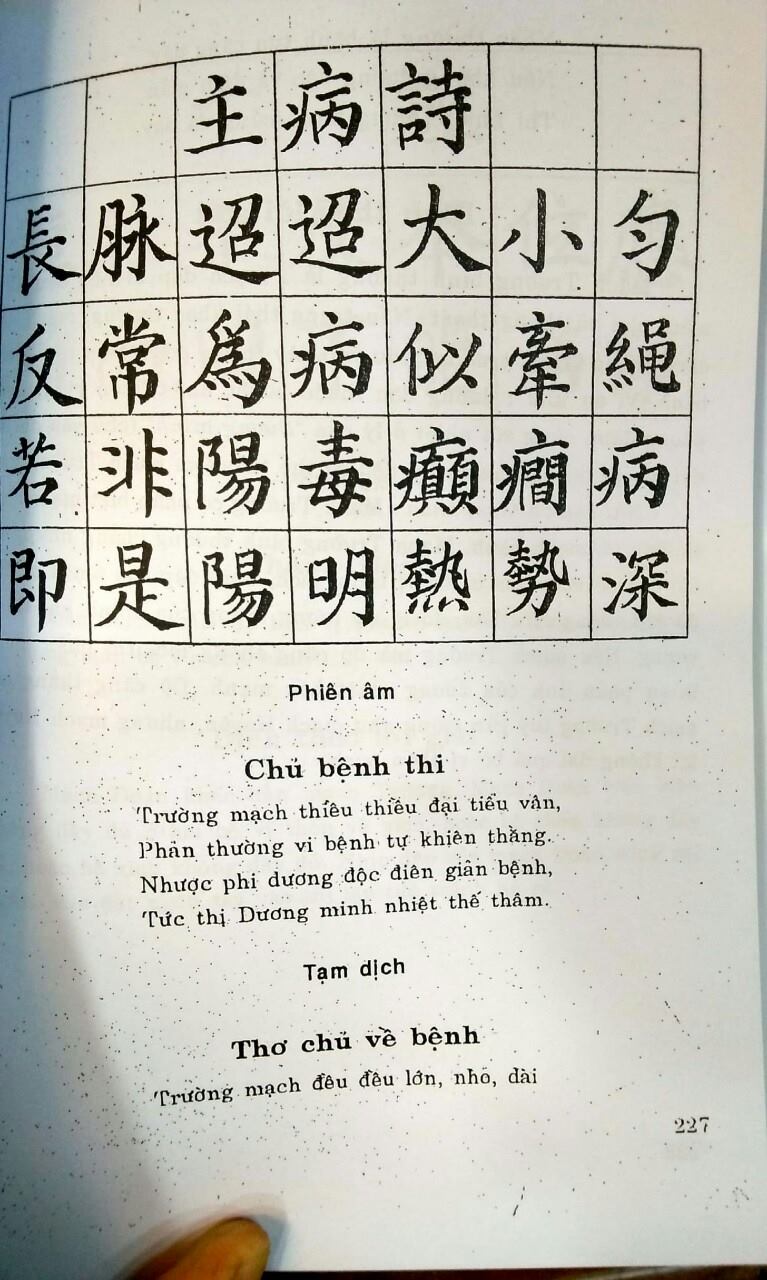 主病詩
長脉迢迢大小勻
反常爲病似牽繩
若非陽毒癲癇病
即是陽明熱勢深
Phiên âm
Chủ bệnh thi
Trường mạch thiều thiều đại tiểu vân,
Phản thường vi bệnh tự khiên thằng.
Nhược phi dương độc điên giản bệnh,
Tức thị Dương minh nhiệt thế thâm.
Tạm dịch
Thơ chủ về bệnh
Trường mạch đều đều lớn, nhỏ, dài
227